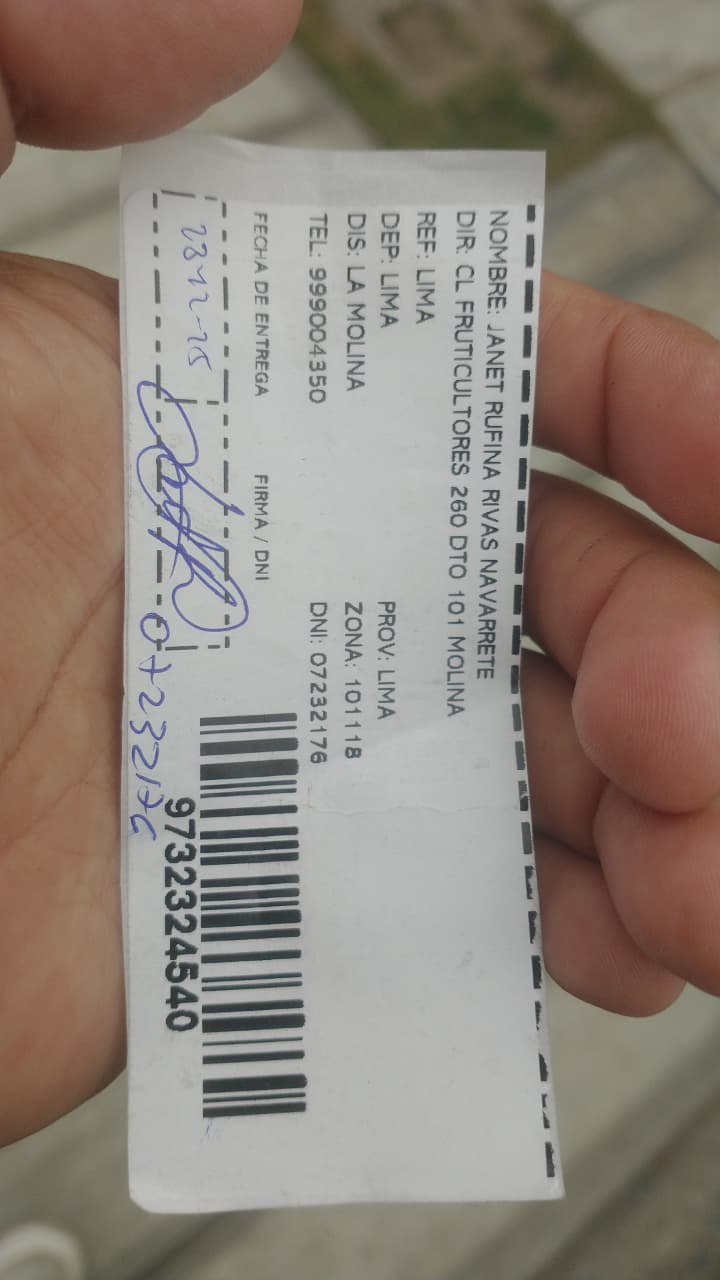 NOMBRE: JANET RUFINA RIVAS NAVARRETE
DIR: CL FRUTICULTORES 260 DTO 101 MOLINA
REF: LIMA
DEP: LIMA PROV: LIMA
DIS: LA MOLINA ZONA: 101118
TEL: 999004350 DNI: 07232176
FECHA DE ENTREGA FIRMA / DNI
23-12-25 07232176
9732324540